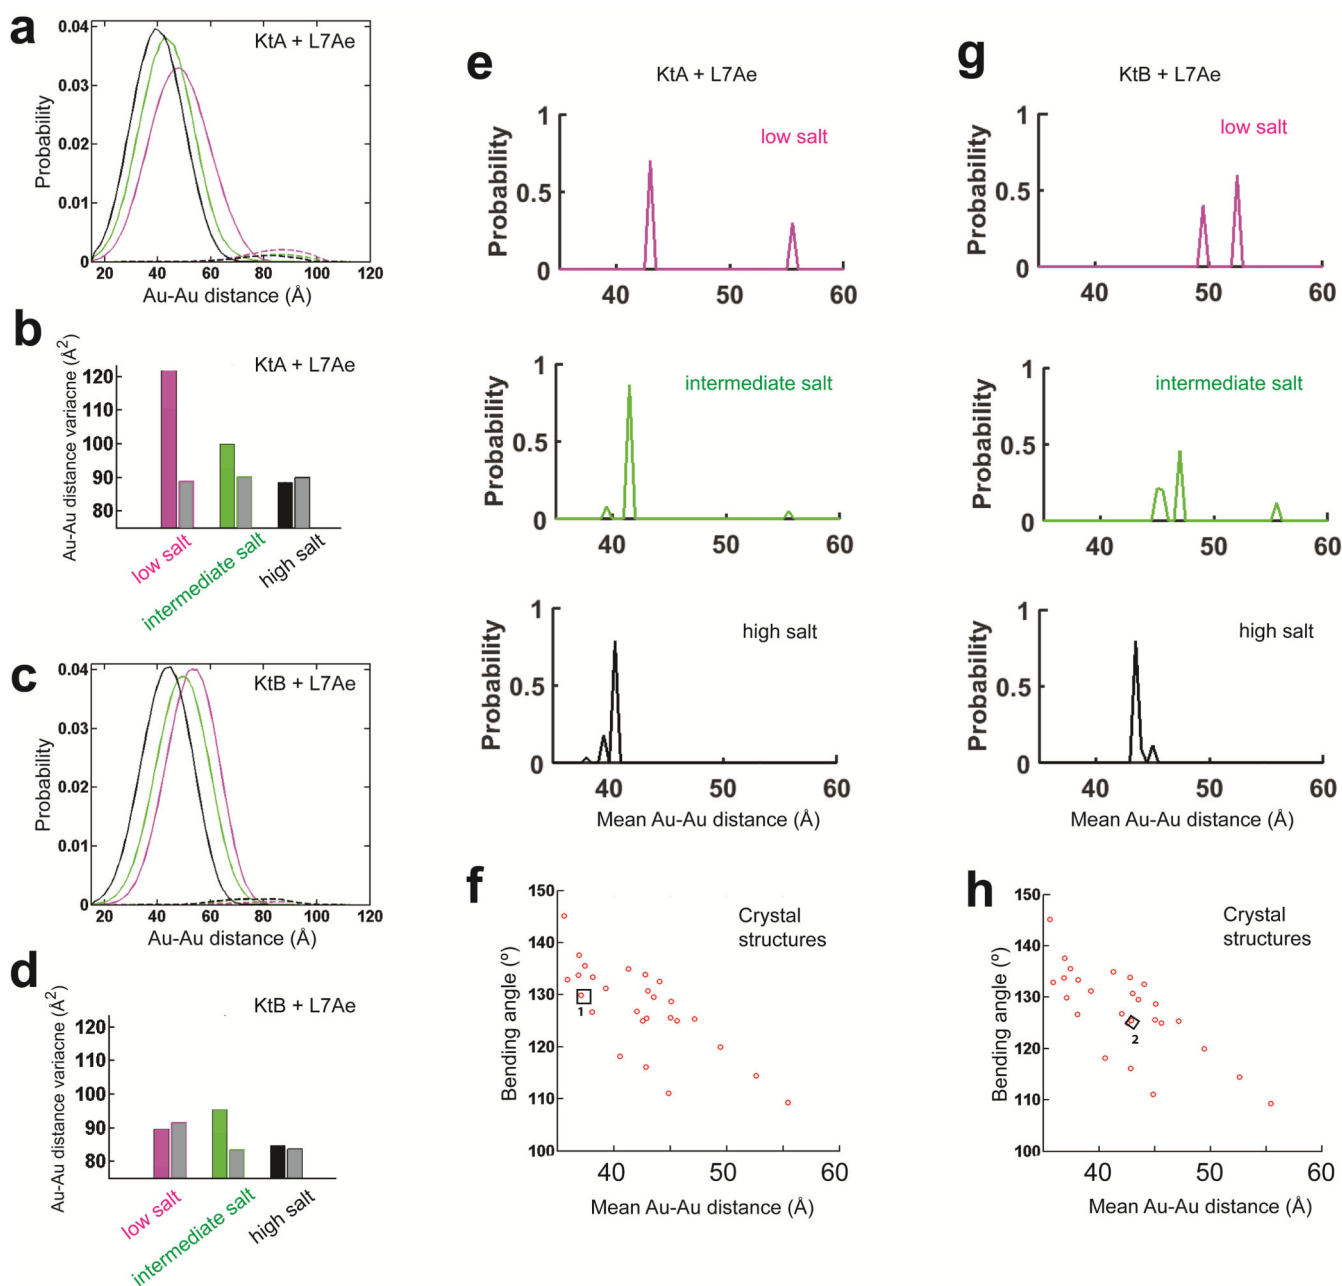 a
KtA + L7Ae
0.04
0.03
0.02
0.01
0
Probability
20 40 60 80 100 120
Au-Au distance (Å)
b
KtA + L7Ae
Au-Au distance variacne (Å²)
120
110
100
90
80
low salt
intermediate salt
high salt
c
KtB + L7Ae
0.04
0.03
0.02
0.01
0
Probability
20 40 60 80 100 120
Au-Au distance (Å)
d
KtB + L7Ae
Au-Au distance variacne (Å²)
120
110
100
90
80
low salt
intermediate salt
high salt
e
KtA + L7Ae
low salt
Probability
1
0.5
0
40 50 60
intermediate salt
Probability
1
0.5
0
40 50 60
high salt
Probability
1
0.5
0
40 50 60
Mean Au-Au distance (Å)
f
Crystal
structures
Bending angle (º)
150
140
130
120
110
100
1
40 50 60
Mean Au-Au distance (Å)
g
KtB + L7Ae
low salt
Probability
1
0.5
0
40 50 60
intermediate salt
Probability
1
0.5
0
40 50 60
high salt
Probability
1
0.5
0
40 50 60
Mean Au-Au distance (Å)
h
Crystal
structures
Bending angle (º)
150
140
130
120
110
100
2
40 50 60
Mean Au-Au distance (Å)